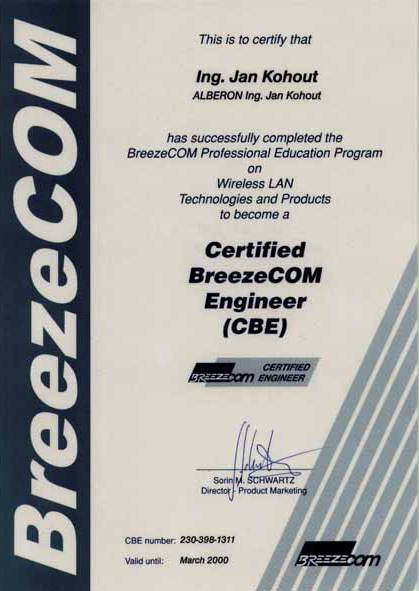 BreezeCOM
This is to certify that
Ing. Jan Kohout
ALBERON Ing. Jan Kohout
has successfully completed the
BreezeCOM Professional Education Program
on
Wireless LAN
Technologies and Products
to become a
Certified
BreezeCOM
Engineer
(CBE)
BREEZECOM CERTIFIED
ENGINEER
Sorin M. SCHWARTZ
Director - Product Marketing
CBE number: 230-398-1311
Valid until: March 2000
BREEZECOM